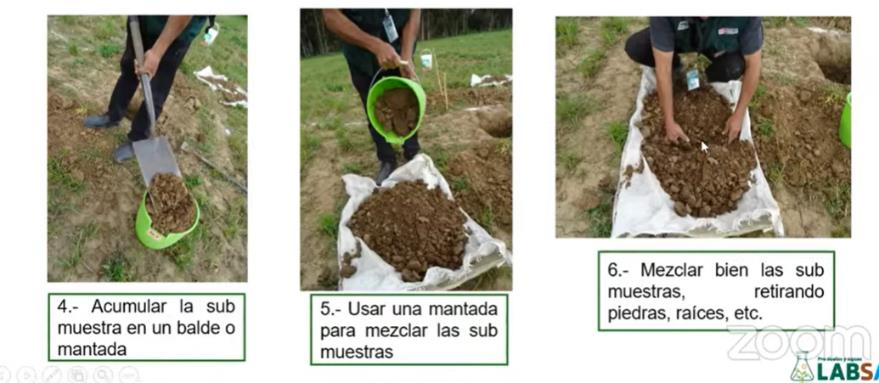 4.- Acumular la sub
muestra en un balde o
mantada
5.- Usar una mantada
para mezclar las sub
muestras
6.- Mezclar bien las sub
muestras, retirando
piedras, raíces, etc.
zoom
LABSA